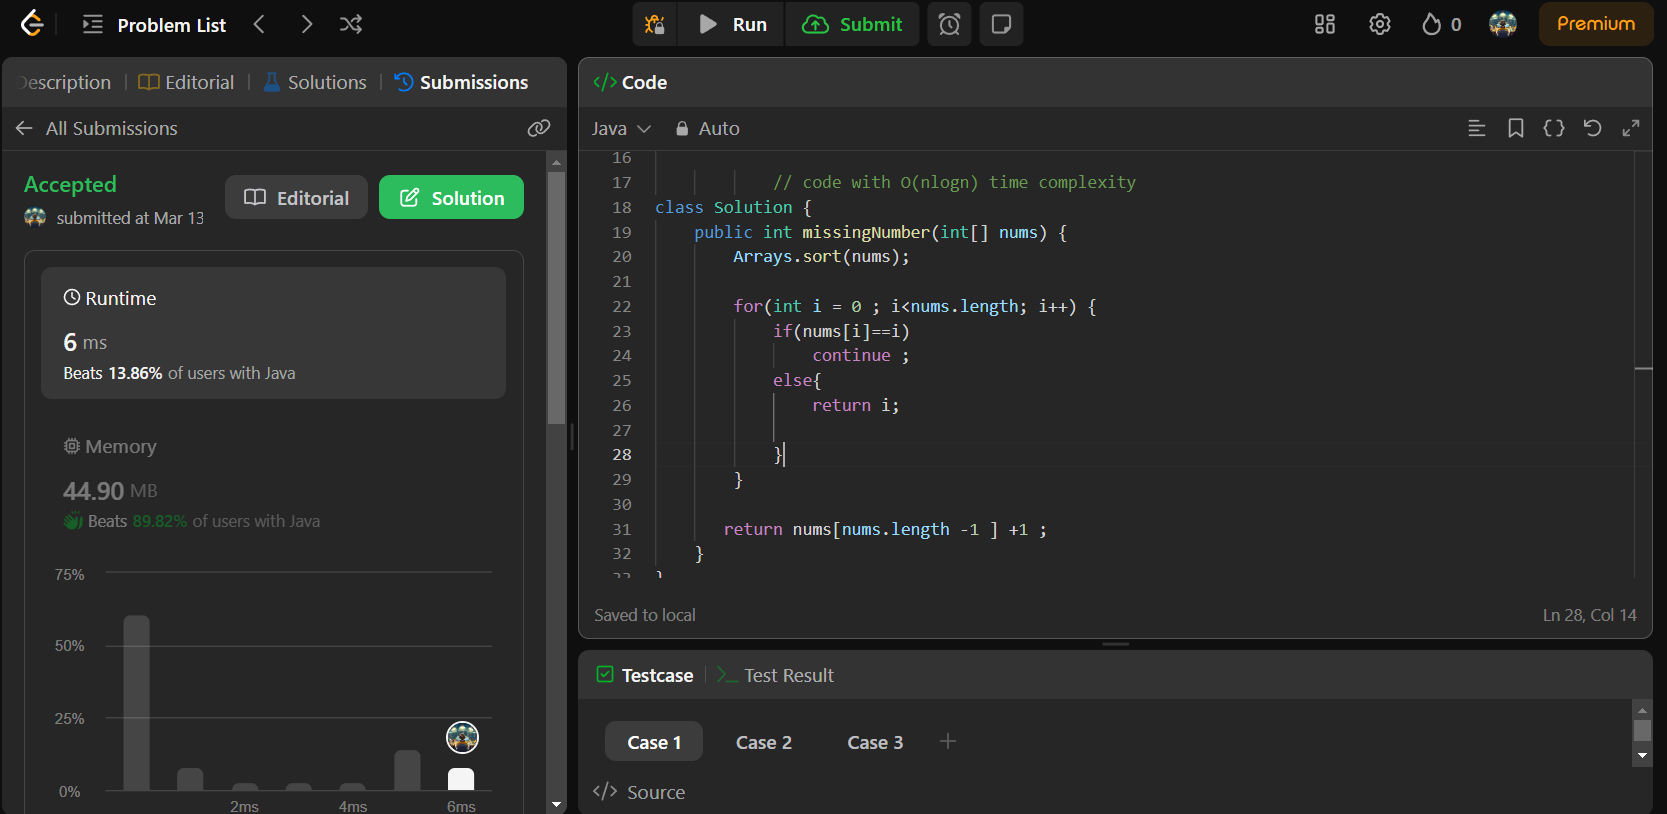 Problem List
Run
Submit
0
Premium
Description
Editorial
Solutions
Submissions
All Submissions
Accepted
submitted at Mar 13
Editorial
Solution
Runtime
6 ms
Beats 13.86% of users with Java
Memory
44.90 MB
Beats 89.82% of users with Java
75%
50%
25%
0%
2ms
4ms
6ms
</> Code
Java
Auto
16
17 // code with O(nlogn) time complexity
18 class Solution {
19 public int missingNumber(int[] nums) {
20 Arrays.sort(nums);
21
22 for(int i = 0 ; i<nums.length; i++) {
23 if(nums[i]==i)
24 continue ;
25 else{
26 return i;
27
28 }
29 }
30
31 return nums[nums.length -1 ] +1 ;
32 }
33 }
Saved to local
Ln 28, Col 14
Testcase
>_ Test Result
Case 1
Case 2
Case 3
+
</> Source